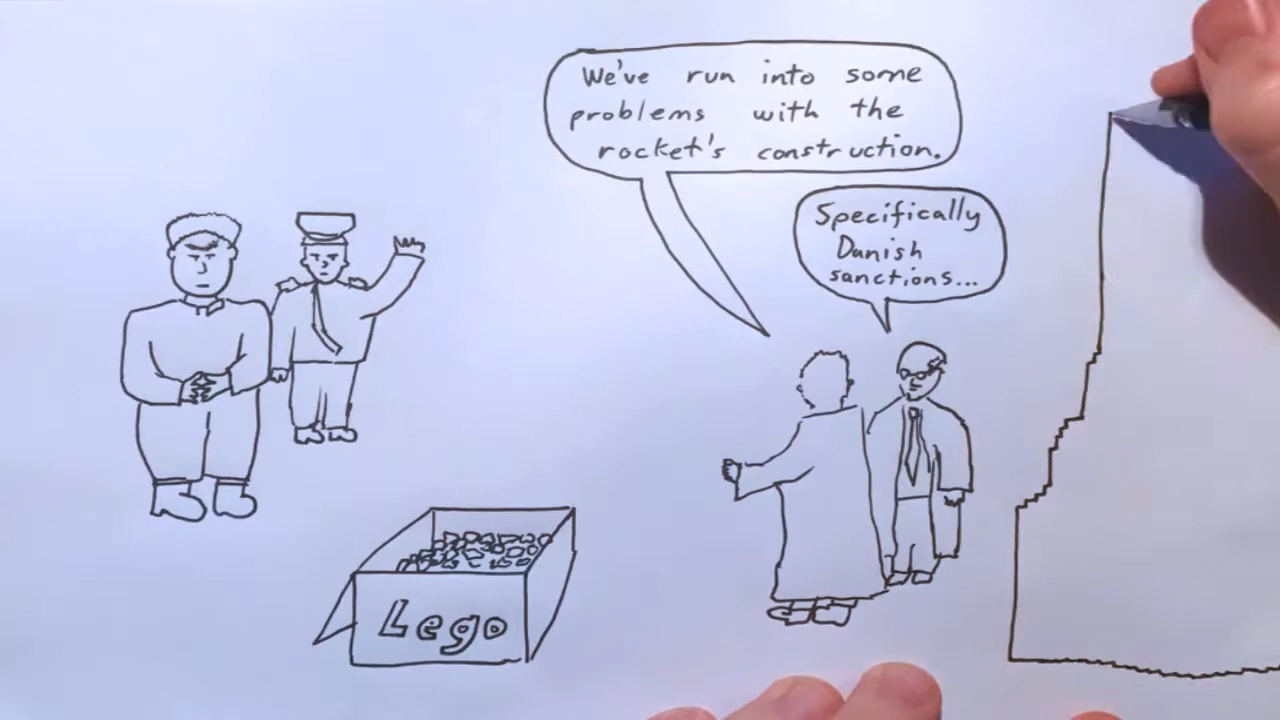 We've run into some
problems with the
rocket's construction.
Specifically
Danish
sanctions...
Lego